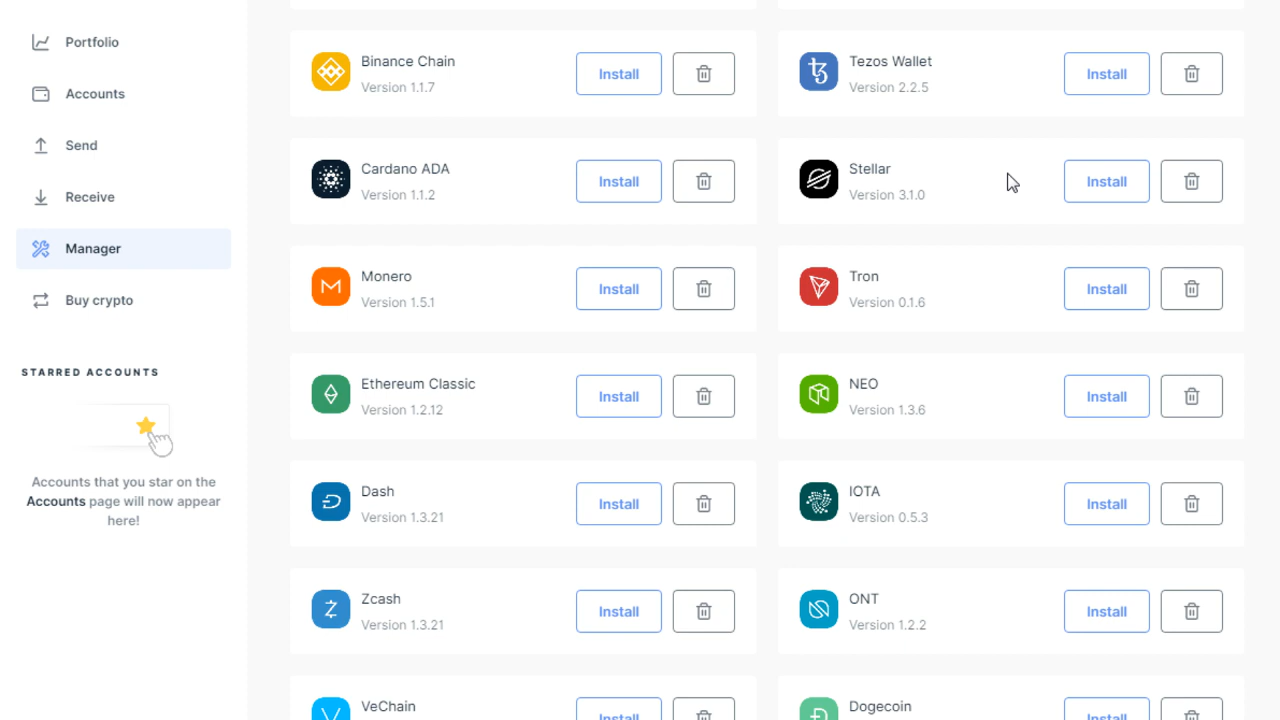 Portfolio
Accounts
Send
Receive
Manager
Buy crypto
STARRED ACCOUNTS
Accounts that you star on the
Accounts page will now appear
here!
Binance Chain
Version 1.1.7
Install
Tezos Wallet
Version 2.2.5
Install
Cardano ADA
Version 1.1.2
Install
Stellar
Version 3.1.0
Install
Monero
Version 1.5.1
Install
Tron
Version 0.1.6
Install
Ethereum Classic
Version 1.2.12
Install
NEO
Version 1.3.6
Install
Dash
Version 1.3.21
Install
IOTA
Version 0.5.3
Install
Zcash
Version 1.3.21
Install
ONT
Version 1.2.2
Install
VeChain
Install
Dogecoin
Install